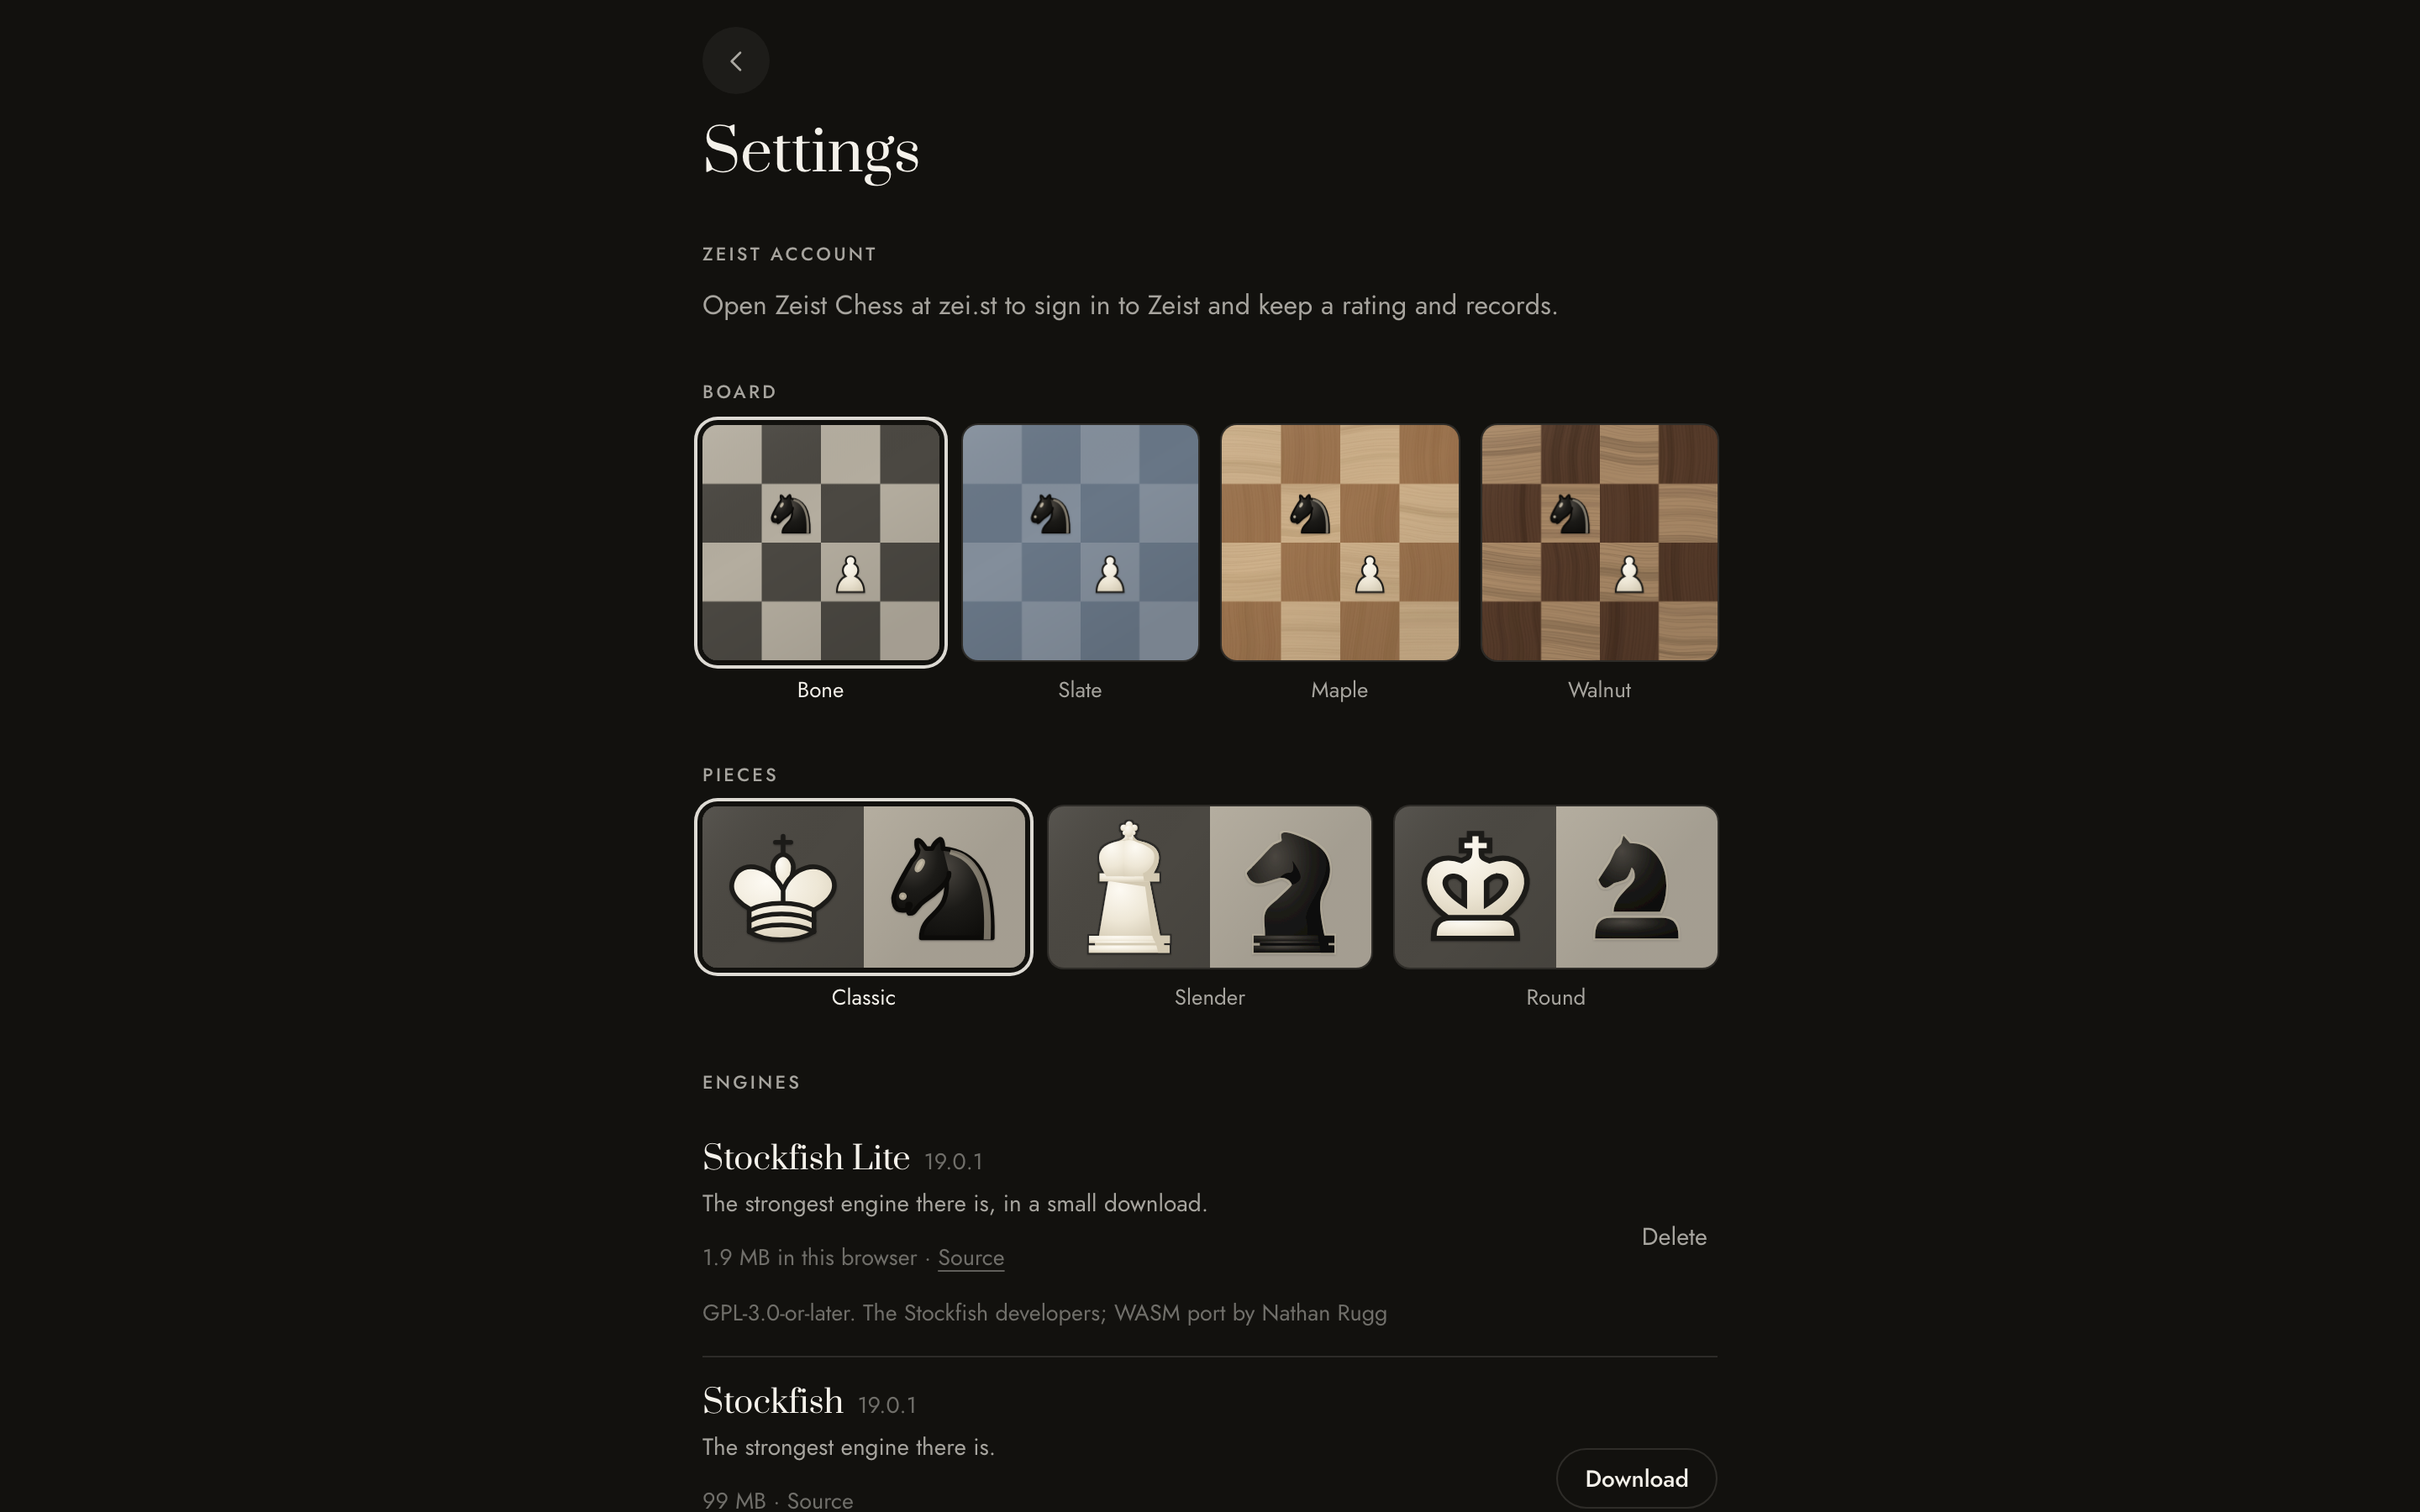 Settings
ZEIST ACCOUNT
Open Zeist Chess at zei.st to sign in to Zeist and keep a rating and records.
BOARD
Bone
Slate
Maple
Walnut
PIECES
Classic
Slender
Round
ENGINES
Stockfish Lite 19.0.1
The strongest engine there is, in a small download.
Delete
1.9 MB in this browser · Source
GPL-3.0-or-later. The Stockfish developers; WASM port by Nathan Rugg
Stockfish 19.0.1
The strongest engine there is.
Download
99 MB · Source